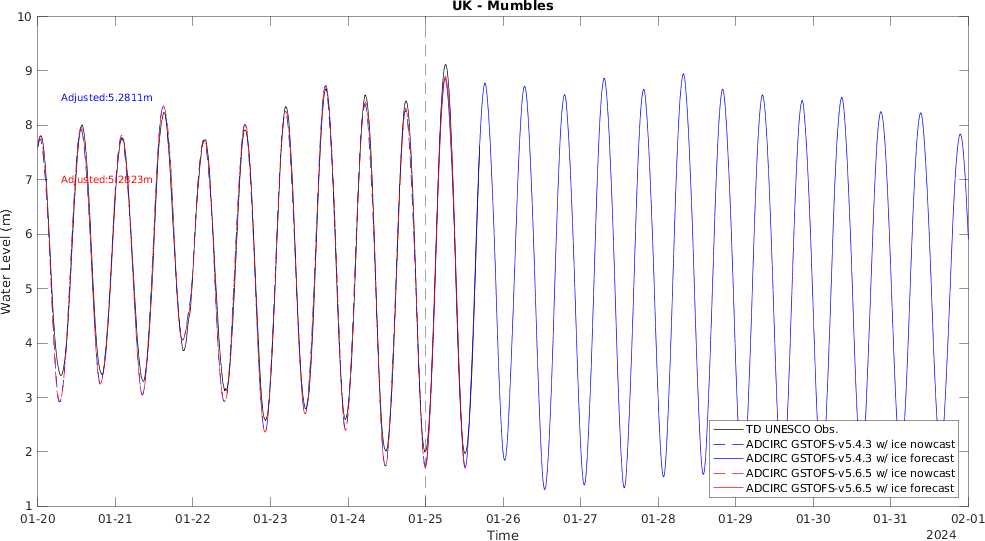 UK - Mumbles
10
9
8
7
6
5
4
3
2
1
Water Level (m)
Adjusted:5.2811m
Adjusted:5.2823m
TD UNESCO Obs.
ADCIRC GSTOFS-v5.4.3 w/ ice nowcast
ADCIRC GSTOFS-v5.4.3 w/ ice forecast
ADCIRC GSTOFS-v5.6.5 w/ ice nowcast
ADCIRC GSTOFS-v5.6.5 w/ ice forecast
01-20 01-21 01-22 01-23 01-24 01-25 01-26 01-27 01-28 01-29 01-30 01-31 02-01
Time
2024